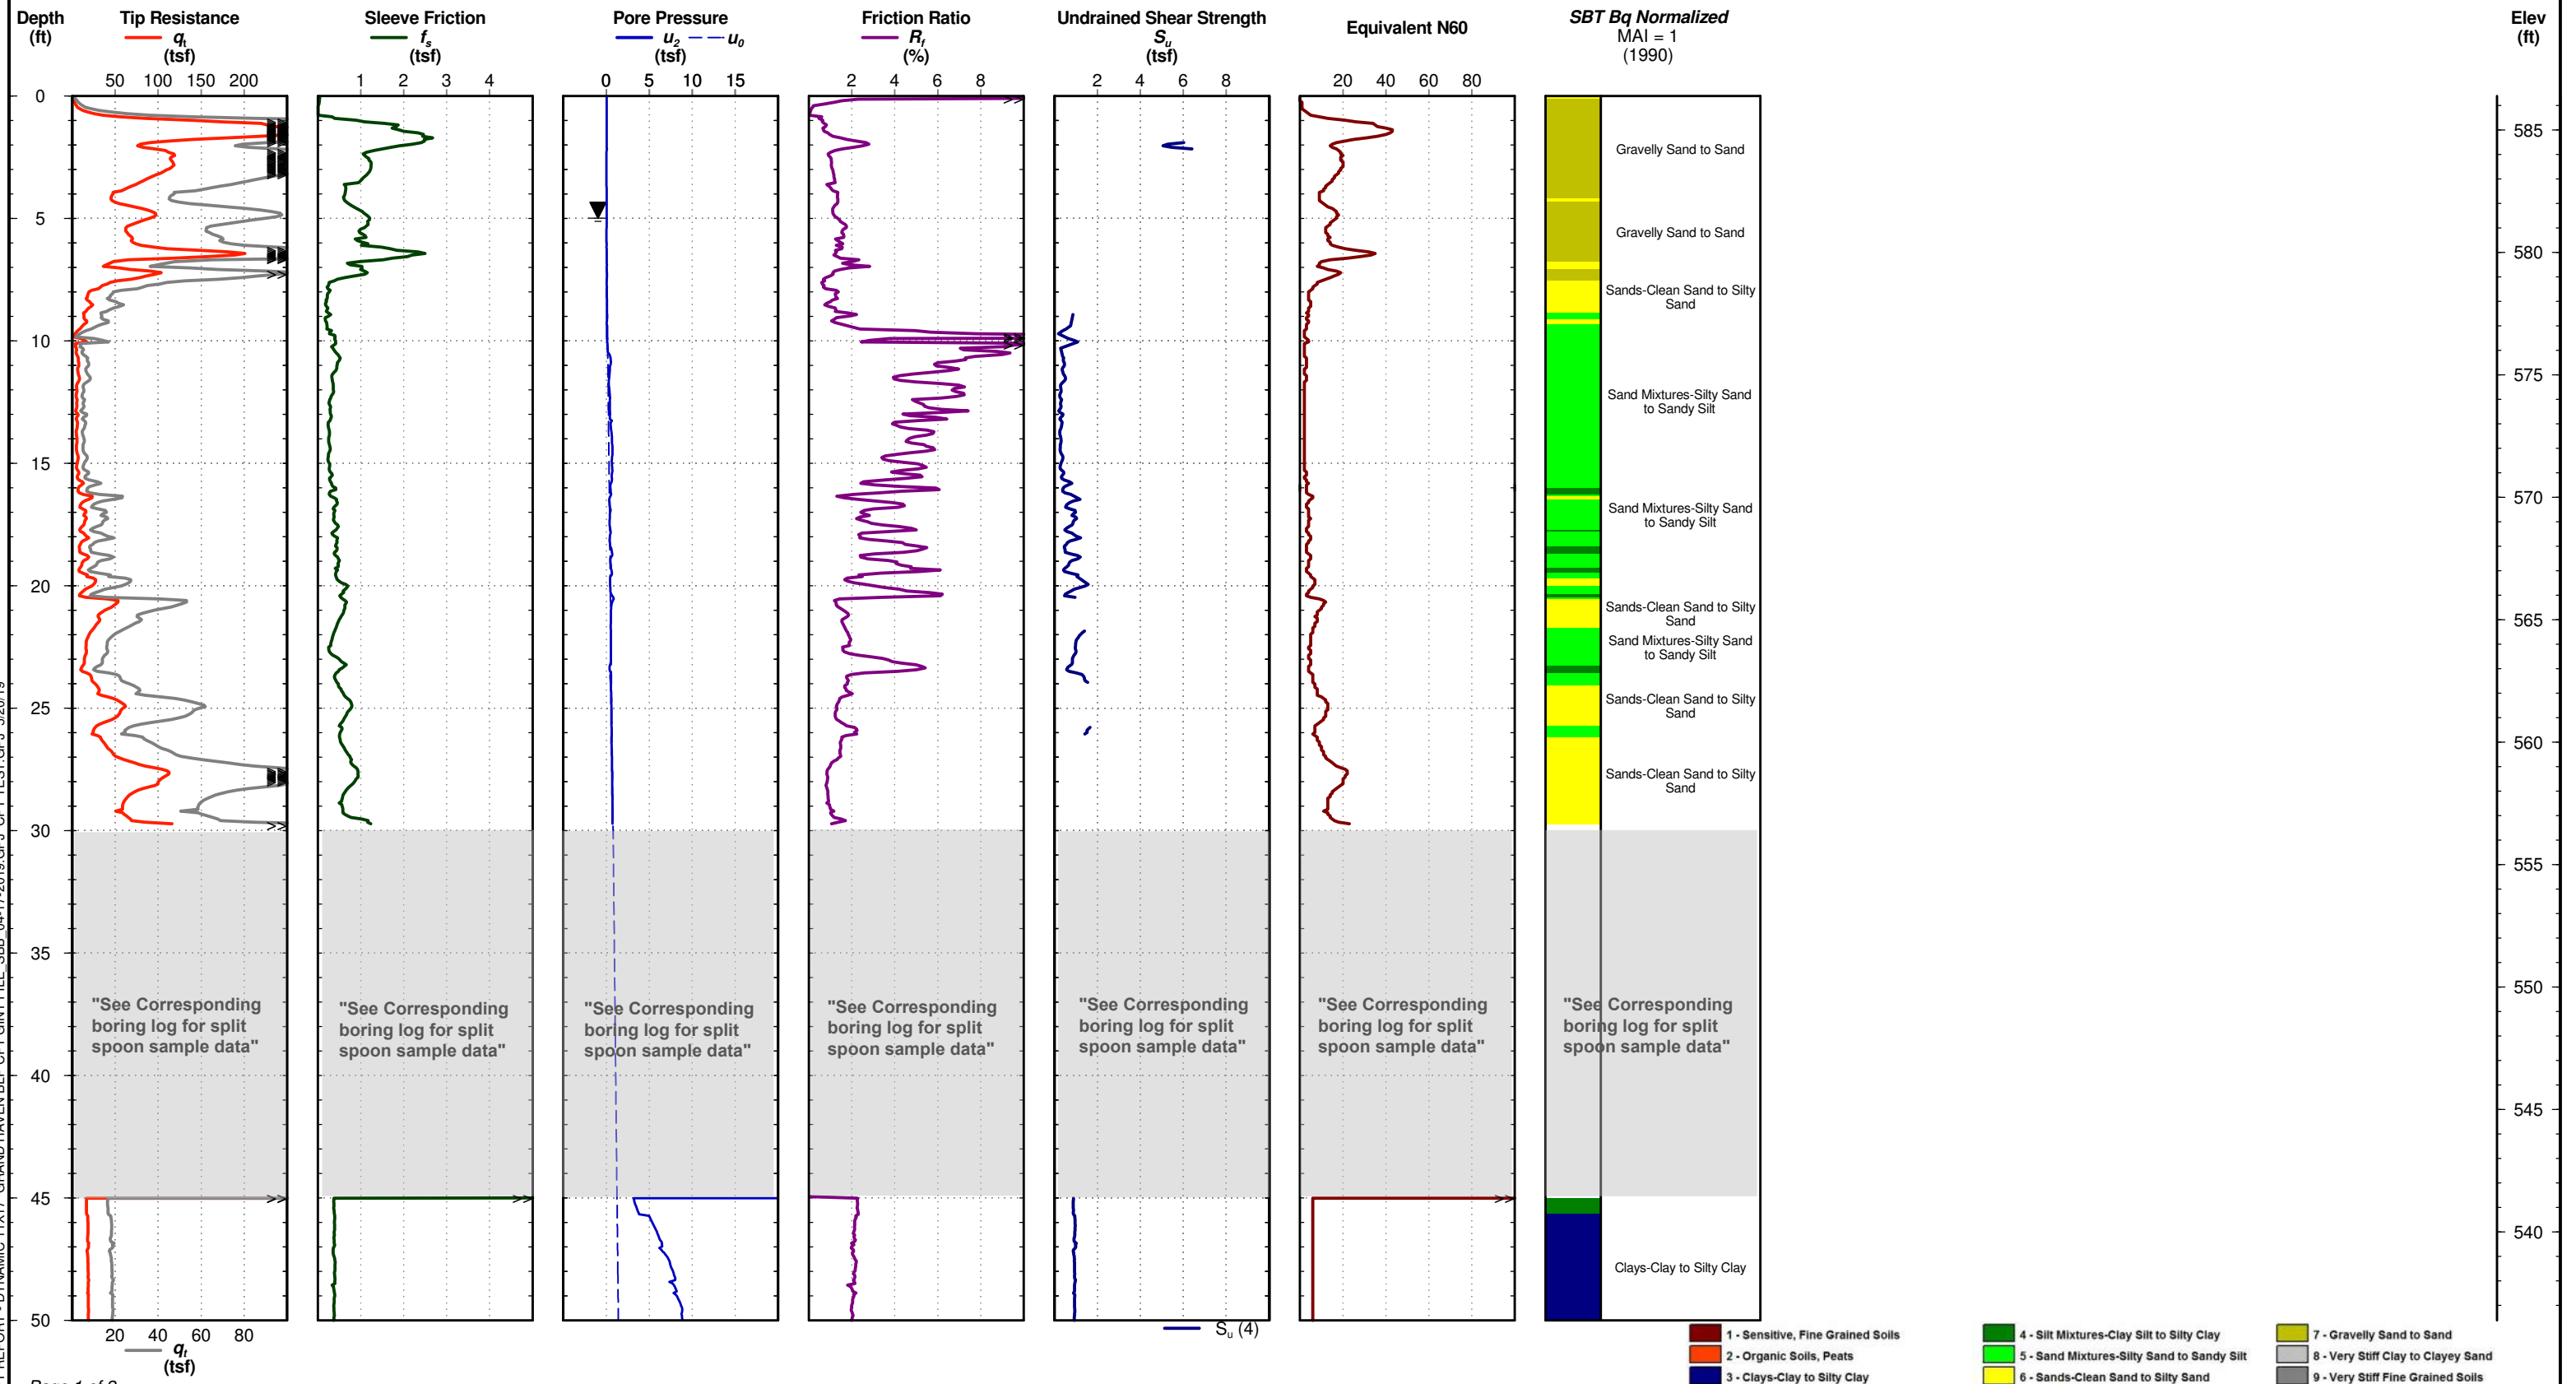 Depth
(ft)
Tip Resistance
qt
(tsf)
50 100 150 200
Sleeve Friction
fs
(tsf)
1 2 3 4
Pore Pressure
u2 u0
(tsf)
0 5 10 15
Friction Ratio
Rf
(%)
2 4 6 8
Undrained Shear Strength
Su
(tsf)
2 4 6 8
Equivalent N60
20 40 60 80
SBT Bq Normalized
MAI = 1
(1990)
Elev
(ft)
0
5
10
15
20
25
30
35
40
45
50
Gravelly Sand to Sand
Gravelly Sand to Sand
Sands-Clean Sand to Silty
Sand
Sand Mixtures-Silty Sand
to Sandy Silt
Sand Mixtures-Silty Sand
to Sandy Silt
Sands-Clean Sand to Silty
Sand
Sand Mixtures-Silty Sand
to Sandy Silt
Sands-Clean Sand to Silty
Sand
Sands-Clean Sand to Silty
Sand
"See Corresponding
boring log for split
spoon sample data"
"See Corresponding
boring log for split
spoon sample data"
"See Corresponding
boring log for split
spoon sample data"
"See Corresponding
boring log for split
spoon sample data"
"See Corresponding
boring log for split
spoon sample data"
"See Corresponding
boring log for split
spoon sample data"
"See Corresponding
boring log for split
spoon sample data"
Clays-Clay to Silty Clay
585
580
575
570
565
560
555
550
545
540
20 40 60 80
qt
(tsf)
Su (4)
1 - Sensitive, Fine Grained Soils
2 - Organic Soils, Peats
3 - Clays-Clay to Silty Clay
4 - Silt Mixtures-Clay Silt to Silty Clay
5 - Sand Mixtures-Silty Sand to Sandy Silt
6 - Sands-Clean Sand to Silty Sand
7 - Gravelly Sand to Sand
8 - Very Stiff Clay to Clayey Sand
9 - Very Stiff Fine Grained Soils